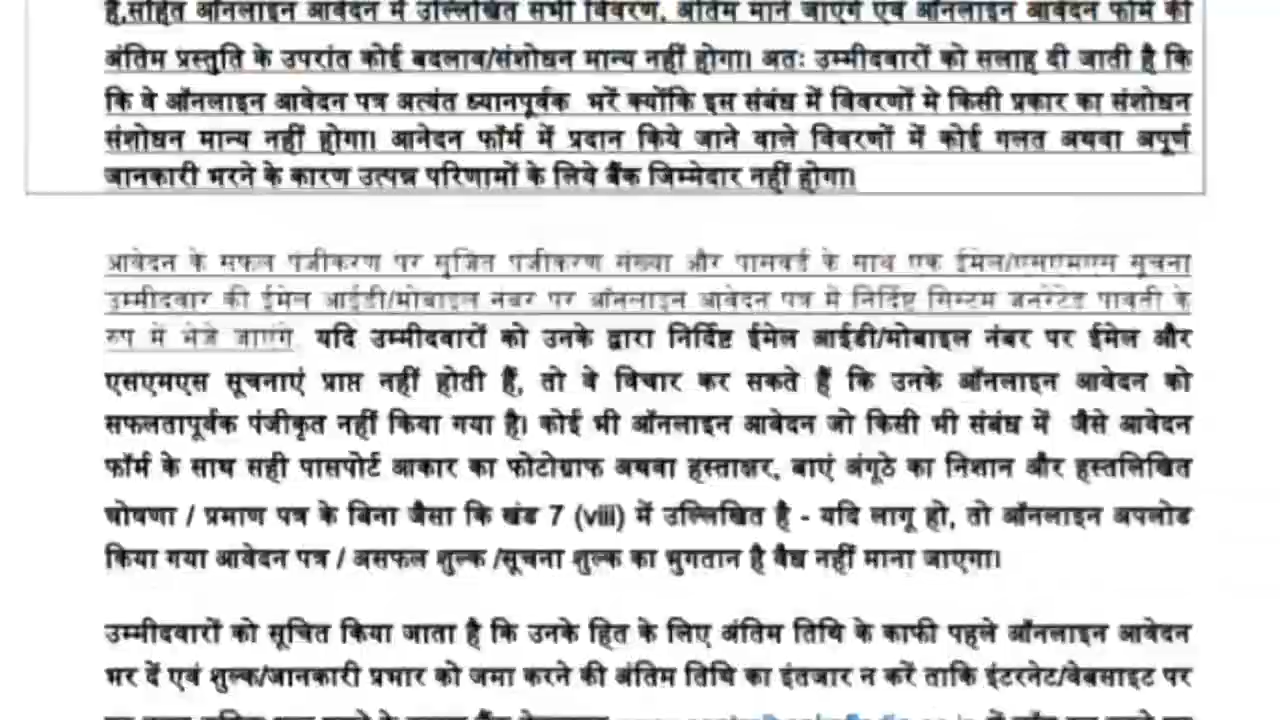 है,सहित ऑनलाइन आवेदन में उल्लिखित सभी विवरण, अंतिम माने जाएंगे एवं ऑनलाइन आवेदन फॉर्म की
अंतिम प्रस्तुति के उपरांत कोई बदलाव/संशोधन मान्य नहीं होगा। अतः उम्मीदवारों को सलाह दी जाती है कि
कि वे ऑनलाइन आवेदन पत्र अत्यंत ध्यानपूर्वक भरें क्योंकि इस संबंध में विवरणों मे किसी प्रकार का संशोधन
संशोधन मान्य नहीं होगा। आनेदन फॉर्म में प्रदान किये जाने वाले विवरणों में कोई गलत अथवा अपूर्ण
जानकारी भरने के कारण उत्पन्न परिणामों के लिये बैंक जिम्मेदार नहीं होगा।
आवेदन के सफल पंजीकरण पर सृजित पंजीकरण संख्या और पासवर्ड के साथ एक ईमेल/एसएमएस सूचना
उम्मीदवार की ईमेल आईडी/मोबाइल नंबर पर ऑनलाइन आवेदन पत्र में निर्दिष्ट सिस्टम जनरेटेड पावती के
रुप में भेजे जाएंगे. यदि उम्मीदवारों को उनके द्वारा निर्दिष्ट ईमेल आईडी/मोबाइल नंबर पर ईमेल और
एसएमएस सूचनाएं प्राप्त नहीं होती हैं, तो वे विचार कर सकते हैं कि उनके ऑनलाइन आवेदन को
सफलतापूर्वक पंजीकृत नहीं किया गया है। कोई भी ऑनलाइन आवेदन जो किसी भी संबंध में जैसे आवेदन
फॉर्म के साथ सही पासपोर्ट आकार का फोटोग्राफ अथवा हस्ताक्षर, बाएं अंगूठे का निशान और हस्तलिखित
घोषणा / प्रमाण पत्र के बिना जैसा कि खंड 7 (viii) में उल्लिखित है - यदि लागू हो, तो ऑनलाइन अपलोड
किया गया आवेदन पत्र / असफल शुल्क /सूचना शुल्क का भुगतान है वैध नहीं माना जाएगा।
उम्मीदवारों को सूचित किया जाता है कि उनके हित के लिए अंतिम तिथि के काफी पहले ऑनलाइन आवेदन
भर दें एवं शुल्क/जानकारी प्रभार को जमा करने की अंतिम तिथि का इंतजार न करें ताकि इंटरनेट/वेबसाइट पर